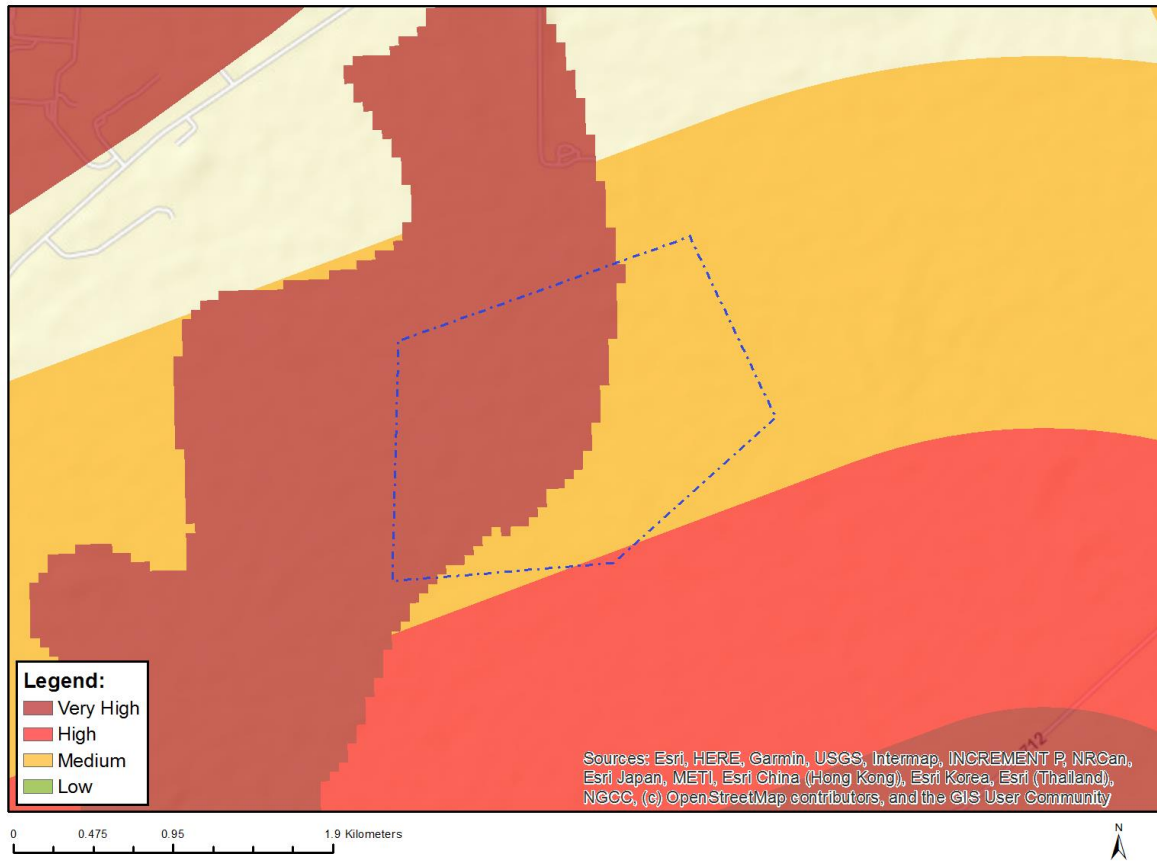 712
Legend:
Very High
High
Medium
Low
Sources: Esri, HERE, Garmin, USGS, Intermap, INCREMENT P, NRCan,
Esri Japan, METI, Esri China (Hong Kong), Esri Korea, Esri (Thailand),
NGCC, (c) OpenStreetMap contributors, and the GIS User Community
0 0.475 0.95 1.9 Kilometers
N